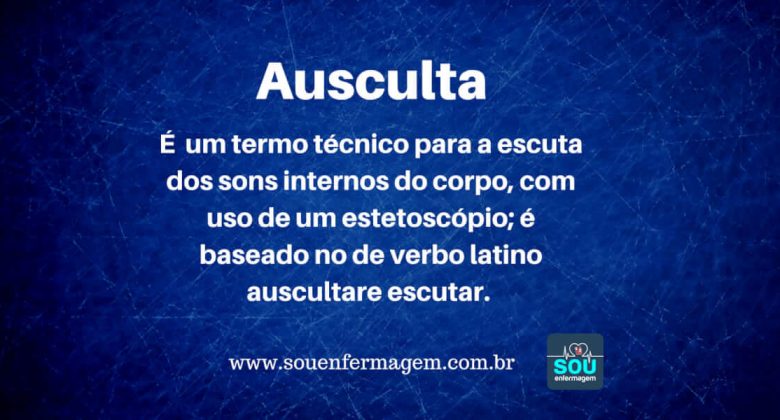 Ausculta
É um termo técnico para a escuta
dos sons internos do corpo, com
uso de um estetoscópio; é
baseado no de verbo latino
auscultare escutar.
www.souenfermagem.com.br
SOU
enfermagem